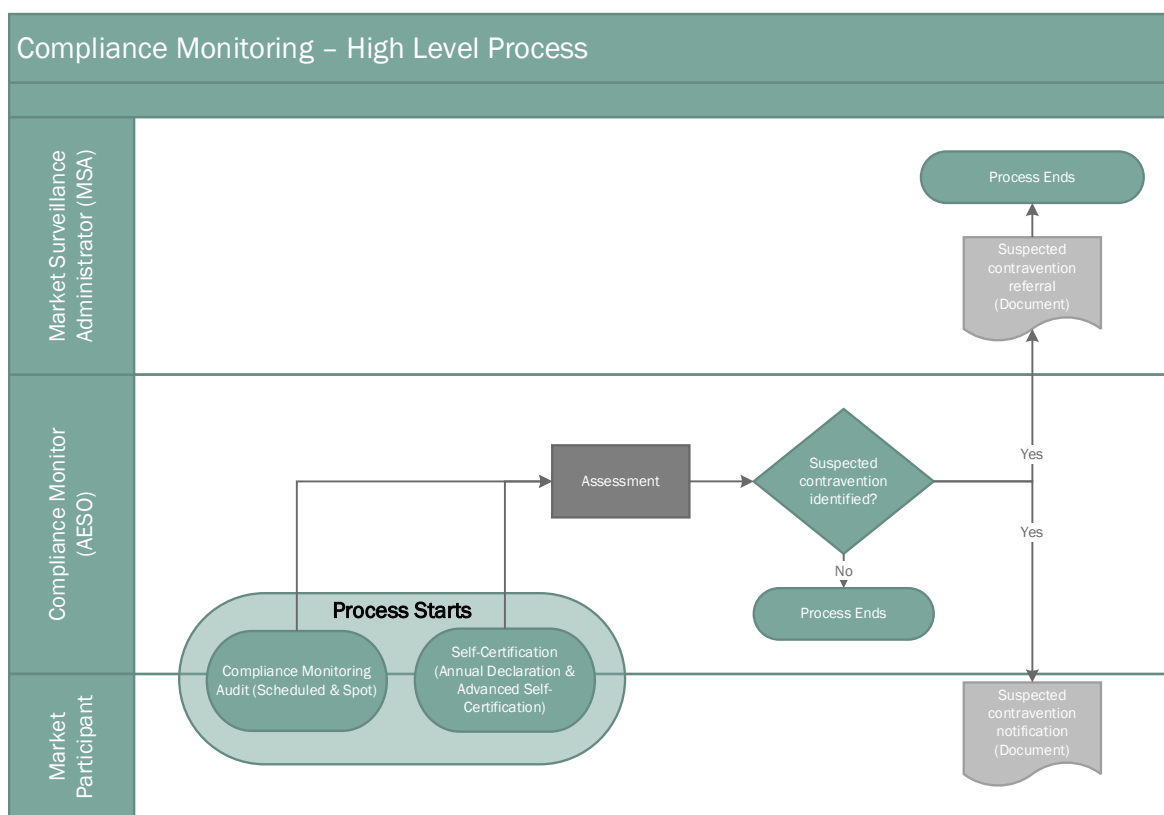 Compliance Monitoring – High Level Process
Market Surveillance
Administrator (MSA)
Process Ends
Suspected
contravention
referral
(Document)
Compliance Monitor
(AESO)
Assessment
Suspected
contravention
identified?
Yes
Yes
No
Process Ends
Process Starts
Compliance Monitoring
Audit (Scheduled & Spot)
Self-Certification
(Annual Declaration &
Advanced Self-
Certification)
Market
Participant
Suspected
contravention
notification
(Document)